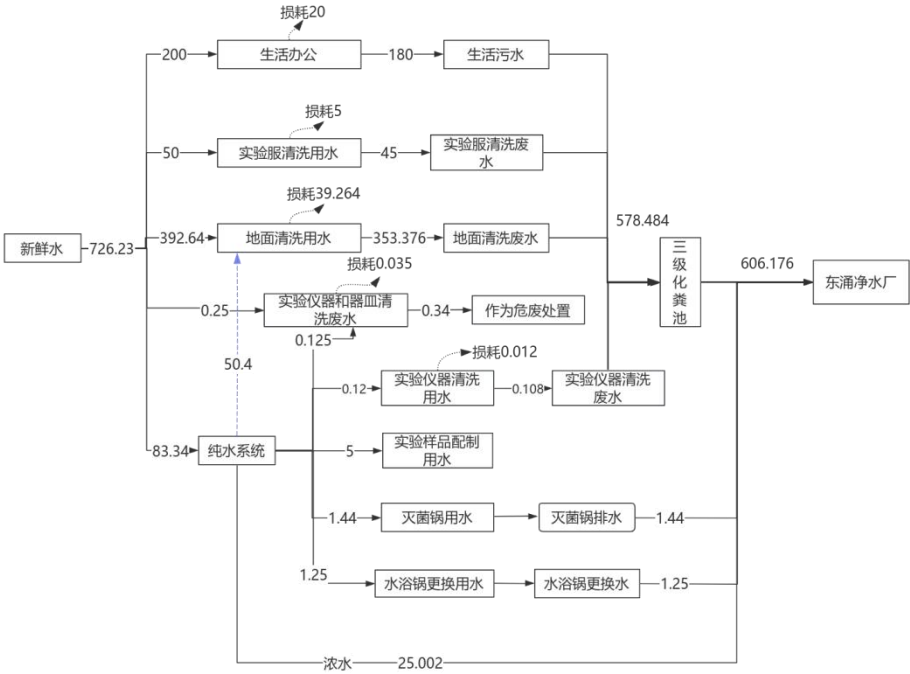 损耗20
200
生活办公
180
生活污水
损耗5
50
实验服清洗用水
45
实验服清洗废
水
损耗39.264
新鲜水
726.23
392.64
地面清洗用水
353.376
地面清洗废水
578.484
三
级
化
粪
池
606.176
东涌净水厂
损耗0.035
0.25
实验仪器和器皿清
洗废水
0.34
作为危废处置
0.125
50.4
损耗0.012
0.12
实验仪器清洗
用水
0.108
实验仪器清洗
废水
83.34
纯水系统
5
实验样品配制
用水
1.44
灭菌锅用水
灭菌锅排水
1.44
1.25
水浴锅更换用水
水浴锅更换水
1.25
浓水
25.002